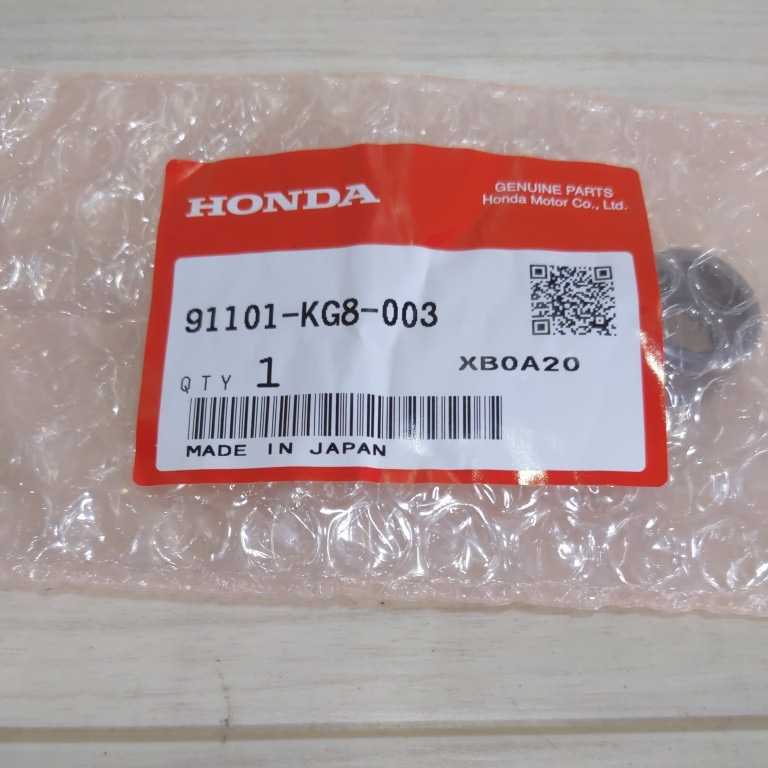 HONDA
GENUINE PARTS
Honda Motor Co., Ltd.
91101-KG8-003
QTY 1
XB0A20
MADE IN JAPAN